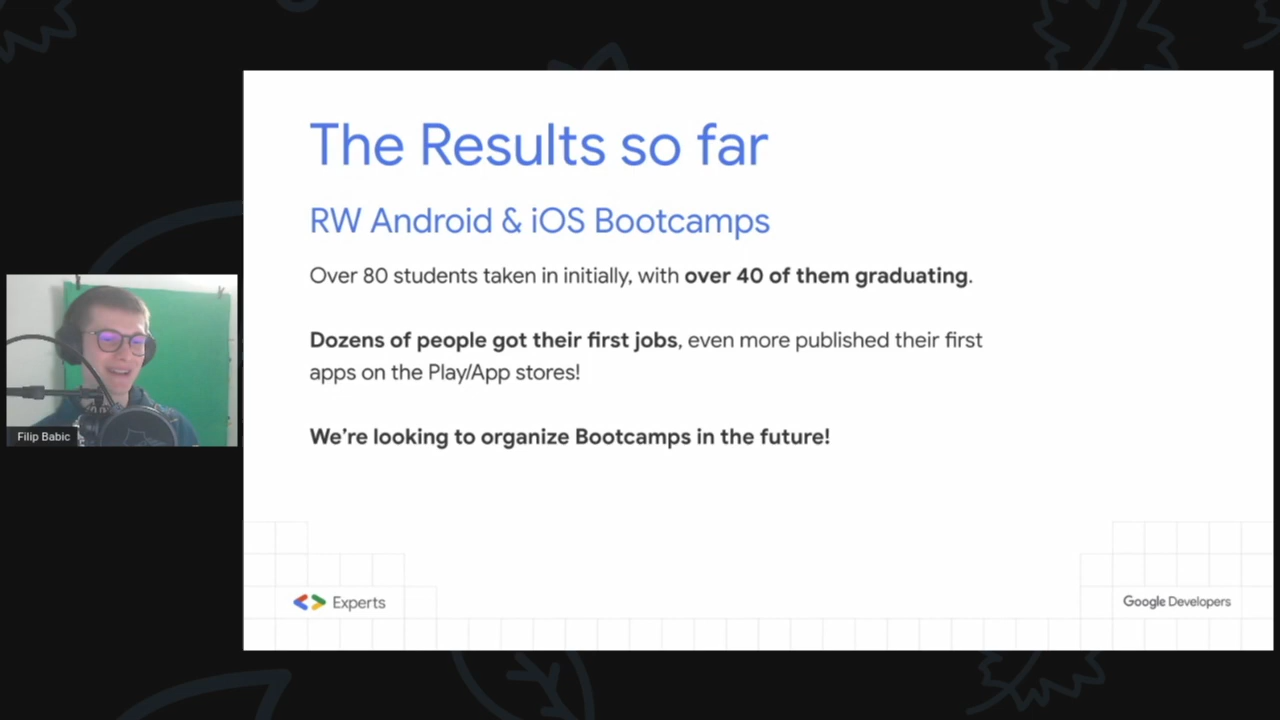 The Results so far
RW Android & iOS Bootcamps
Over 80 students taken in initially, with over 40 of them graduating.
Dozens of people got their first jobs, even more published their first
apps on the Play/App stores!
We’re looking to organize Bootcamps in the future!
Filip Babic
Experts
Google Developers